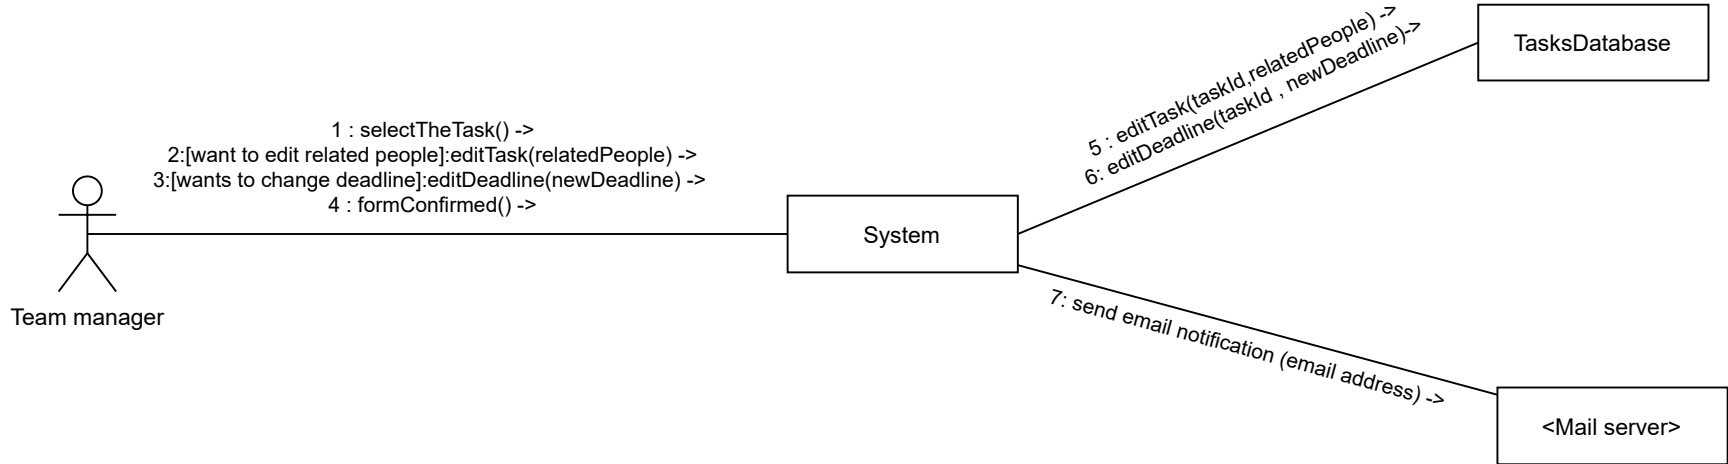 1 : selectTheTask() ->
2:[want to edit related people]:editTask(relatedPeople) ->
3:[wants to change deadline]:editDeadline(newDeadline) ->
4 : formConfirmed() ->
Team manager
System
5 : editTask(taskId,relatedPeople) ->
6: editDeadline(taskId , newDeadline)->
TasksDatabase
7: send email notification (email address) ->
<Mail server>